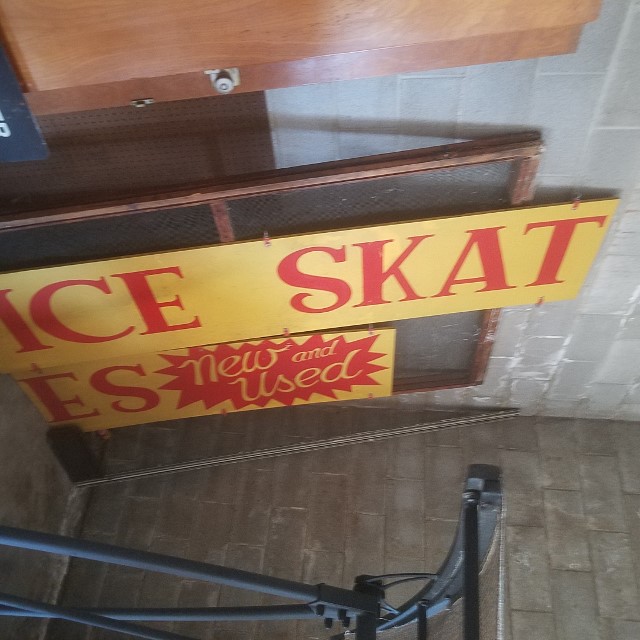 ICE SKAT
ES New and
Used